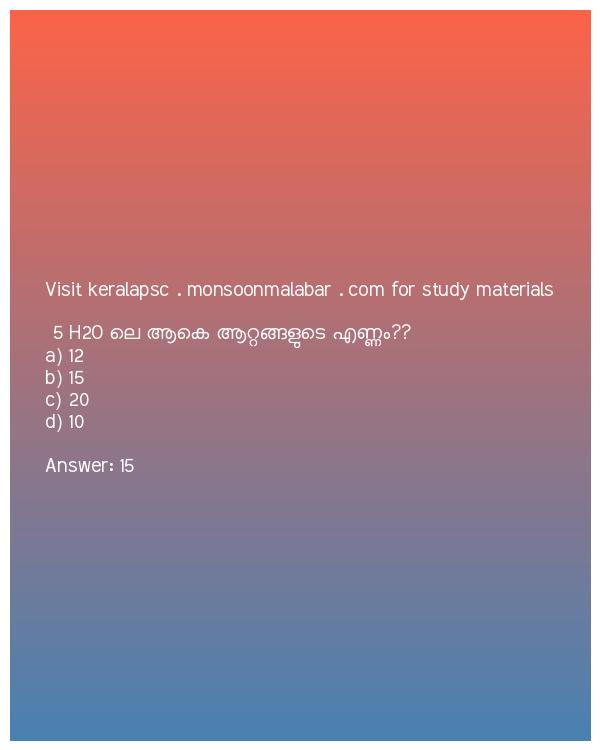 Visit keralapsc . monsoonmalabar . com for study materials
5 H2O ലെ ആകെ ആറ്റങ്ങളുടെ എണ്ണം??
a) 12
b) 15
c) 20
d) 10
Answer: 15